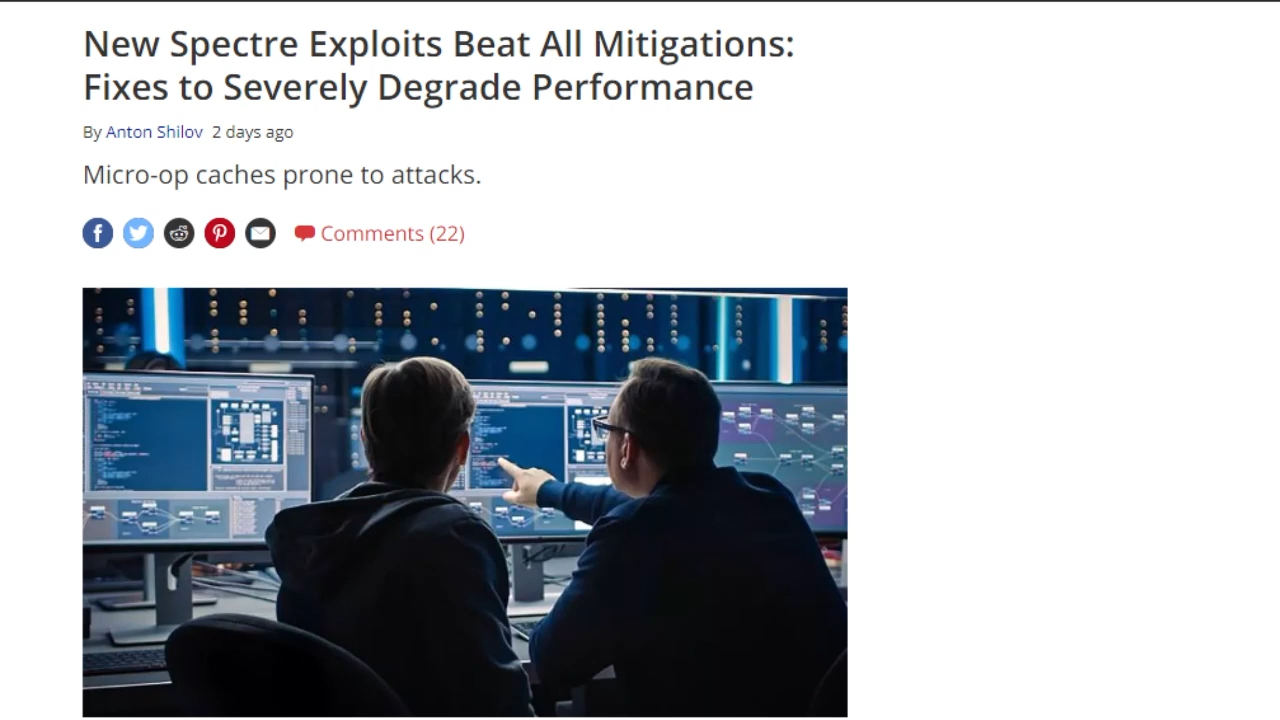 New Spectre Exploits Beat All Mitigations:
Fixes to Severely Degrade Performance
By Anton Shilov 2 days ago
Micro-op caches prone to attacks.
Comments (22)